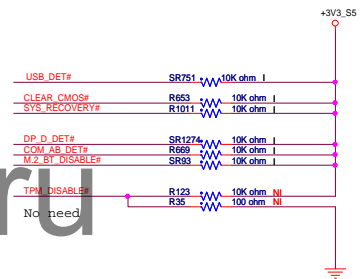 +3V3_S5
USB_DET# SR751 10K ohm I
CLEAR_CMOS# R653 10K ohm I
SYS_RECOVERY# R1011 10K ohm I
DP_D_DET# SR1274 10K ohm I
COM_AB_DET# R669 10K ohm I
M.2_BT_DISABLE# SR93 10K ohm I
TPM_DISABLE# R123 10K ohm NI
R35 100 ohm NI
No need
ru